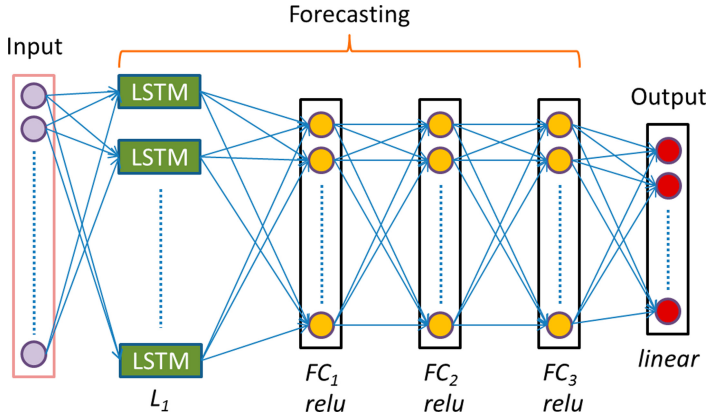 Forecasting
Input
LSTM
LSTM
LSTM
L1
FC1
relu
FC2
relu
FC3
relu
Output
linear